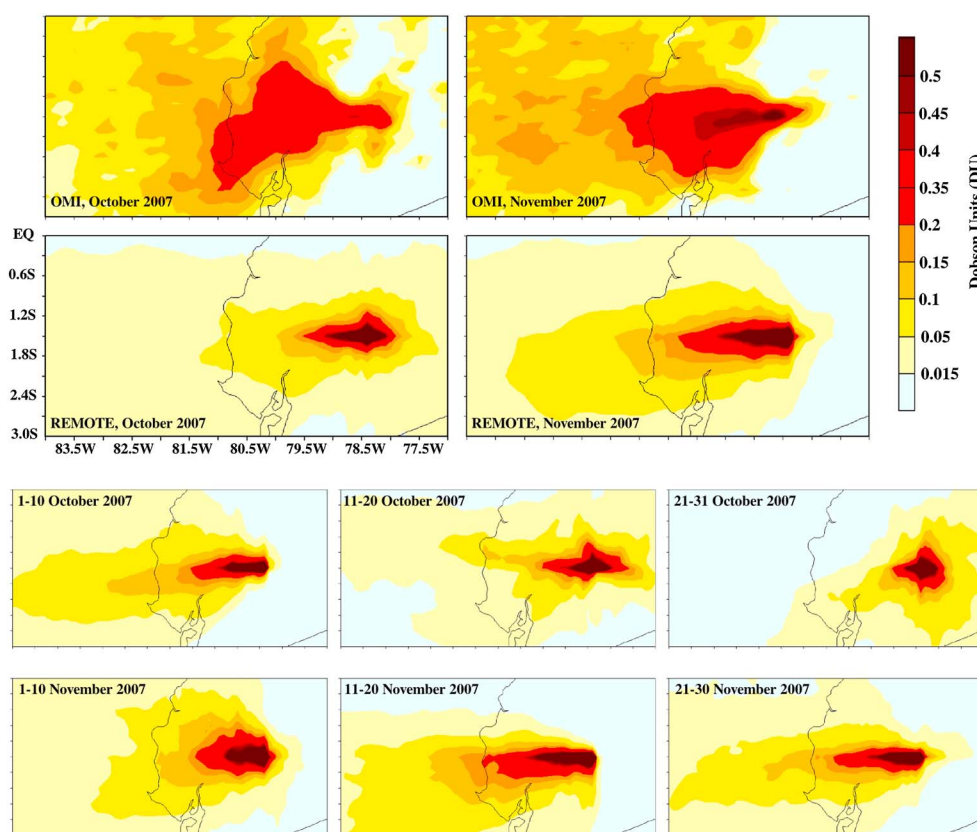 OMI, October 2007
OMI, November 2007
0.5
0.45
0.4
0.35
0.2
0.15
0.1
0.05
0.015
Dobson Units (DU)
EQ
0.6S
1.2S
1.8S
2.4S
3.0S
REMOTE, October 2007
REMOTE, November 2007
83.5W 82.5W 81.5W 80.5W 79.5W 78.5W 77.5W
1-10 October 2007
11-20 October 2007
21-31 October 2007
1-10 November 2007
11-20 November 2007
21-30 November 2007